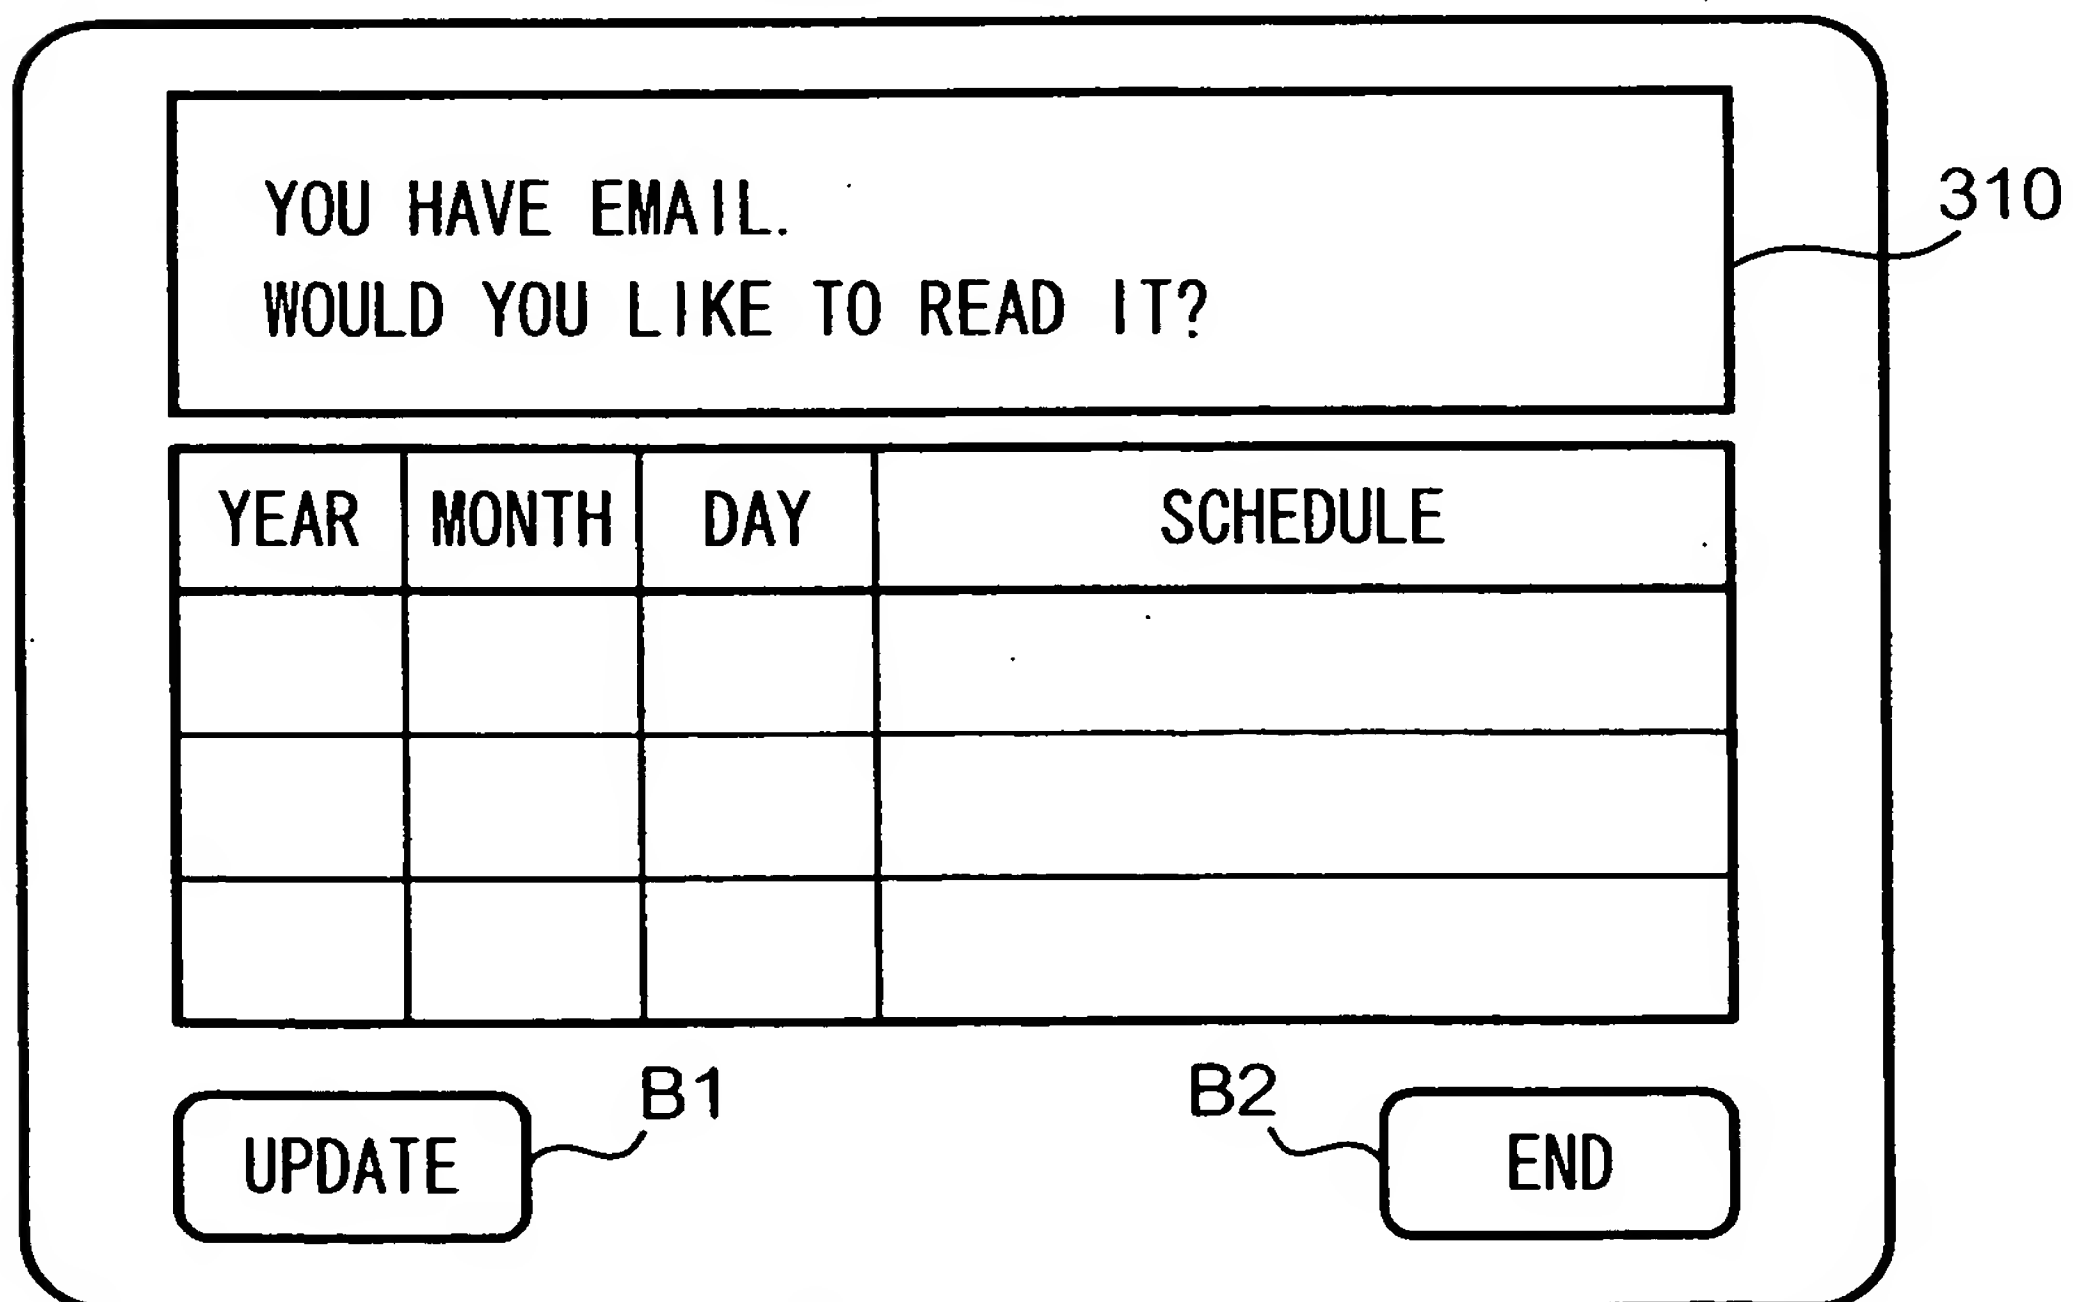 YOU HAVE EMAIL.
310
WOULD YOU LIKE TO READ IT?
YEAR MONTH DAY SCHEDULE
B1 B2
UPDATE END